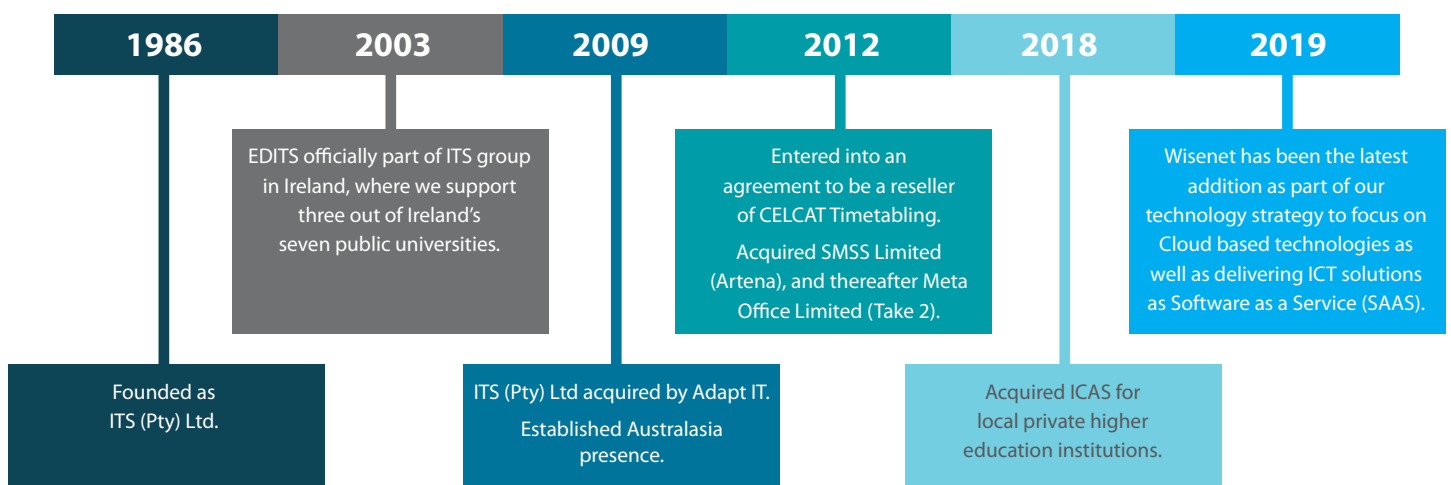 1986
2003
2009
2012
2018
2019
EDITS officially part of ITS group
in Ireland, where we support
three out of Ireland's
seven public universities.
Entered into an
agreement to be a reseller
of CELCAT Timetabling.
Acquired SMSS Limited
(Artena), and thereafter Meta
Office Limited (Take 2).
Wisenet has been the latest
addition as part of our
technology strategy to focus on
Cloud based technologies as
well as delivering ICT solutions
as Software as a Service (SAAS).
Founded as
ITS (Pty) Ltd.
ITS (Pty) Ltd acquired by Adapt IT.
Established Australasia
presence.
Acquired ICAS for
local private higher
education institutions.